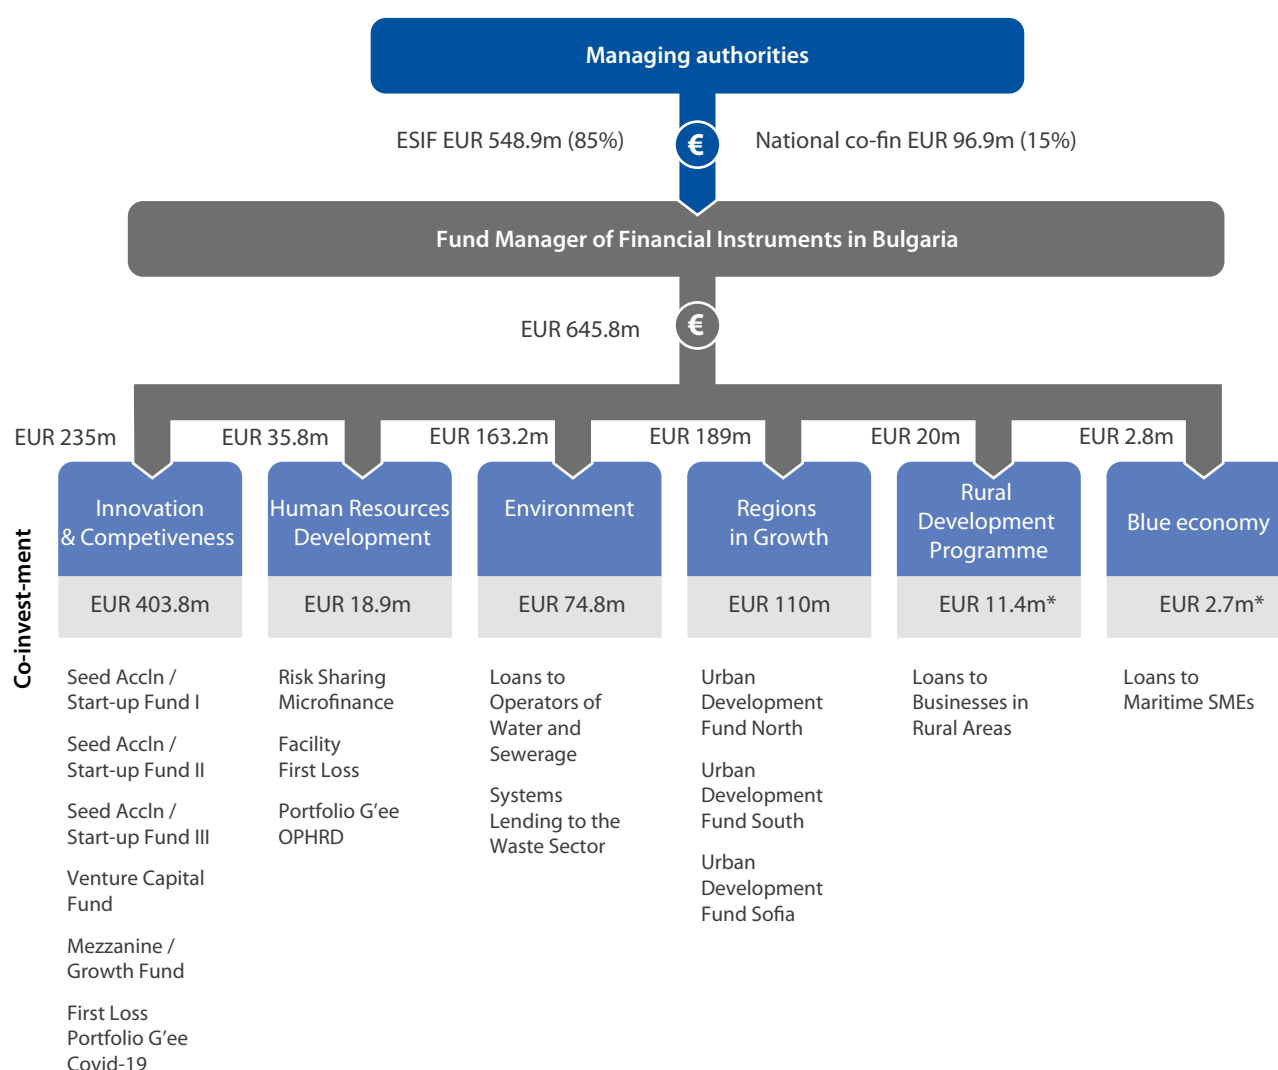 Managing authorities
ESIF EUR 548.9m (85%)
€
National co-fin EUR 96.9m (15%)
Fund Manager of Financial Instruments in Bulgaria
EUR 645.8m
€
EUR 235m
EUR 35.8m
EUR 163.2m
EUR 189m
EUR 20m
EUR 2.8m
Co-invest-ment
Innovation
& Competiveness
EUR 403.8m
Seed Accln /
Start-up Fund I
Seed Accln /
Start-up Fund II
Seed Accln /
Start-up Fund III
Venture Capital
Fund
Mezzanine /
Growth Fund
First Loss
Portfolio G’ee
Covid-19
Human Resources
Development
EUR 18.9m
Risk Sharing
Microfinance
Facility
First Loss
Portfolio G’ee
OPHRD
Environment
EUR 74.8m
Loans to
Operators of
Water and
Sewerage
Systems
Lending to the
Waste Sector
Regions
in Growth
EUR 110m
Urban
Development
Fund North
Urban
Development
Fund South
Urban
Development
Fund Sofia
Rural
Development
Programme
EUR 11.4m*
Loans to
Businesses in
Rural Areas
Blue economy
EUR 2.7m*
Loans to
Maritime SMEs